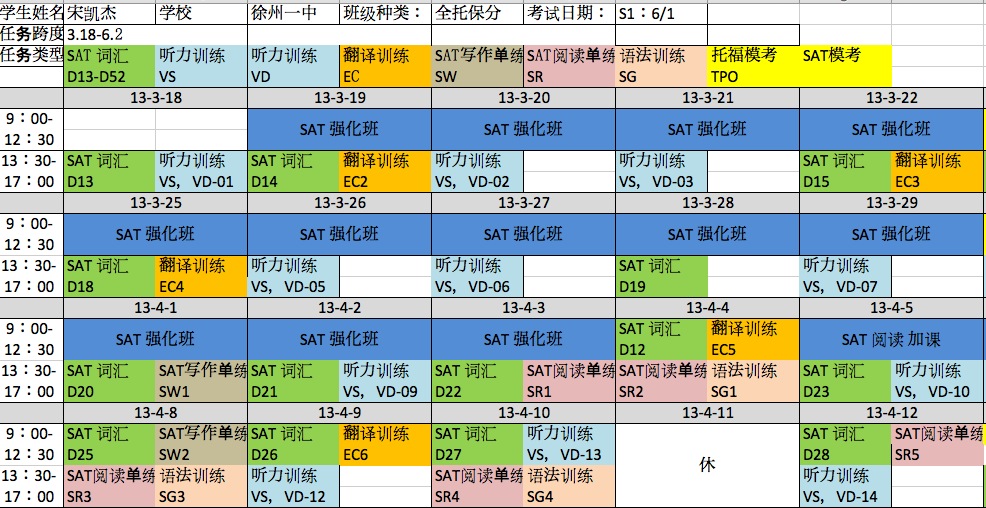 学生姓名 宋凯杰 学校 徐州一中 班级种类： 全托保分 考试日期： S1：6/1
任务跨度 3.18-6.2
任务类型 SAT 词汇 听力训练 听力训练 翻译训练 SAT写作单练 SAT阅读单练 语法训练 托福模考 SAT模考
D13-D52 VS VD EC SW SR SG TPO
13-3-18 13-3-19 13-3-20 13-3-21 13-3-22
9：00-12：30 SAT 强化班 SAT 强化班 SAT 强化班 SAT 强化班
13：30- SAT 词汇 听力训练 SAT 词汇 翻译训练 听力训练 听力训练 SAT 词汇 翻译训练
17：00 D13 VS，VD-01 D14 EC2 VS，VD-02 VS，VD-03 D15 EC3
13-3-25 13-3-26 13-3-27 13-3-28 13-3-29
9：00-12：30 SAT 强化班 SAT 强化班 SAT 强化班 SAT 强化班 SAT 强化班
13：30- SAT 词汇 翻译训练 听力训练 听力训练 SAT 词汇 听力训练
17：00 D18 EC4 VS，VD-05 VS，VD-06 D19 VS，VD-07
13-4-1 13-4-2 13-4-3 13-4-4 13-4-5
9：00- SAT 强化班 SAT 强化班 SAT 强化班 SAT 词汇 翻译训练 SAT 阅读 加课
12：30 D12 EC5
13：30- SAT 词汇 SAT写作单练 SAT 词汇 听力训练 SAT 词汇 SAT阅读单练 SAT阅读单练 语法训练 SAT 词汇 听力训练
17：00 D20 SW1 D21 VS，VD-09 D22 SR1 SR2 SG1 D23 VS，VD-10
13-4-8 13-4-9 13-4-10 13-4-11 13-4-12
9：00- SAT 词汇 SAT写作单练 SAT 词汇 翻译训练 SAT 词汇 听力训练 休 SAT 词汇 SAT阅读单练
12：30 D25 SW2 D26 EC6 D27 VS，VD-13 D28 SR5
13：30- SAT阅读单练 语法训练 听力训练 SAT阅读单练 语法训练 听力训练
17：00 SR3 SG3 VS，VD-12 SR4 SG4 VS，VD-14